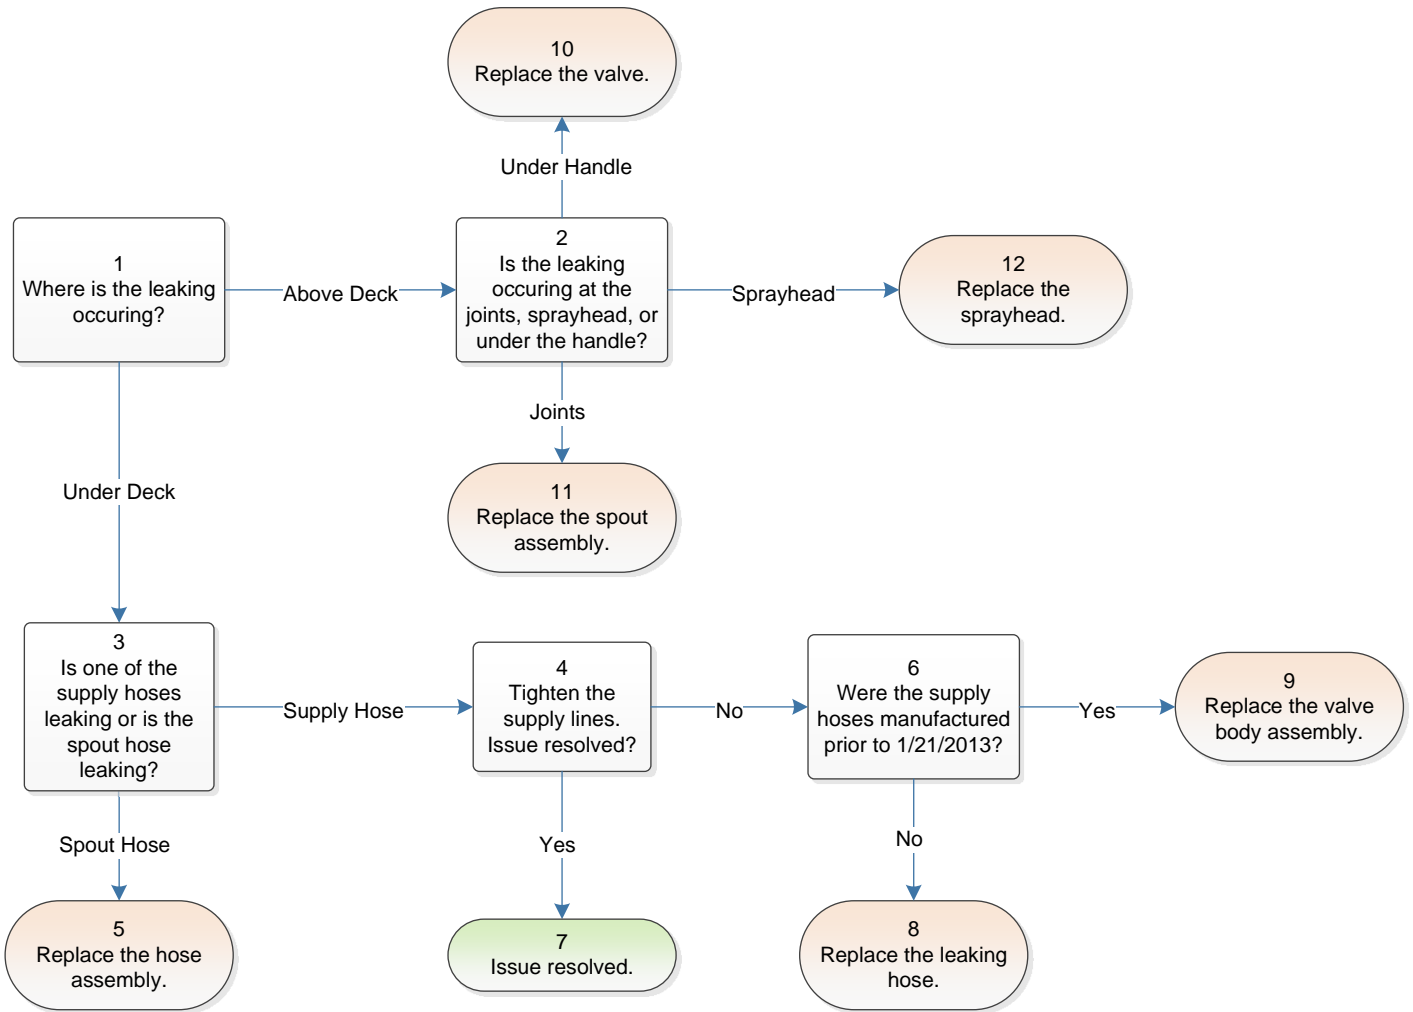 10
Replace the valve.
Under Handle
1
Where is the leaking
occuring?
Above Deck
2
Is the leaking
occuring at the
joints, sprayhead, or
under the handle?
Sprayhead
12
Replace the
sprayhead.
Joints
11
Replace the spout
assembly.
Under Deck
3
Is one of the
supply hoses
leaking or is the
spout hose
leaking?
Supply Hose
4
Tighten the
supply lines.
Issue resolved?
No
6
Were the supply
hoses manufactured
prior to 1/21/2013?
Yes
9
Replace the valve
body assembly.
Spout Hose
Yes
No
5
Replace the hose
assembly.
7
Issue resolved.
8
Replace the leaking
hose.